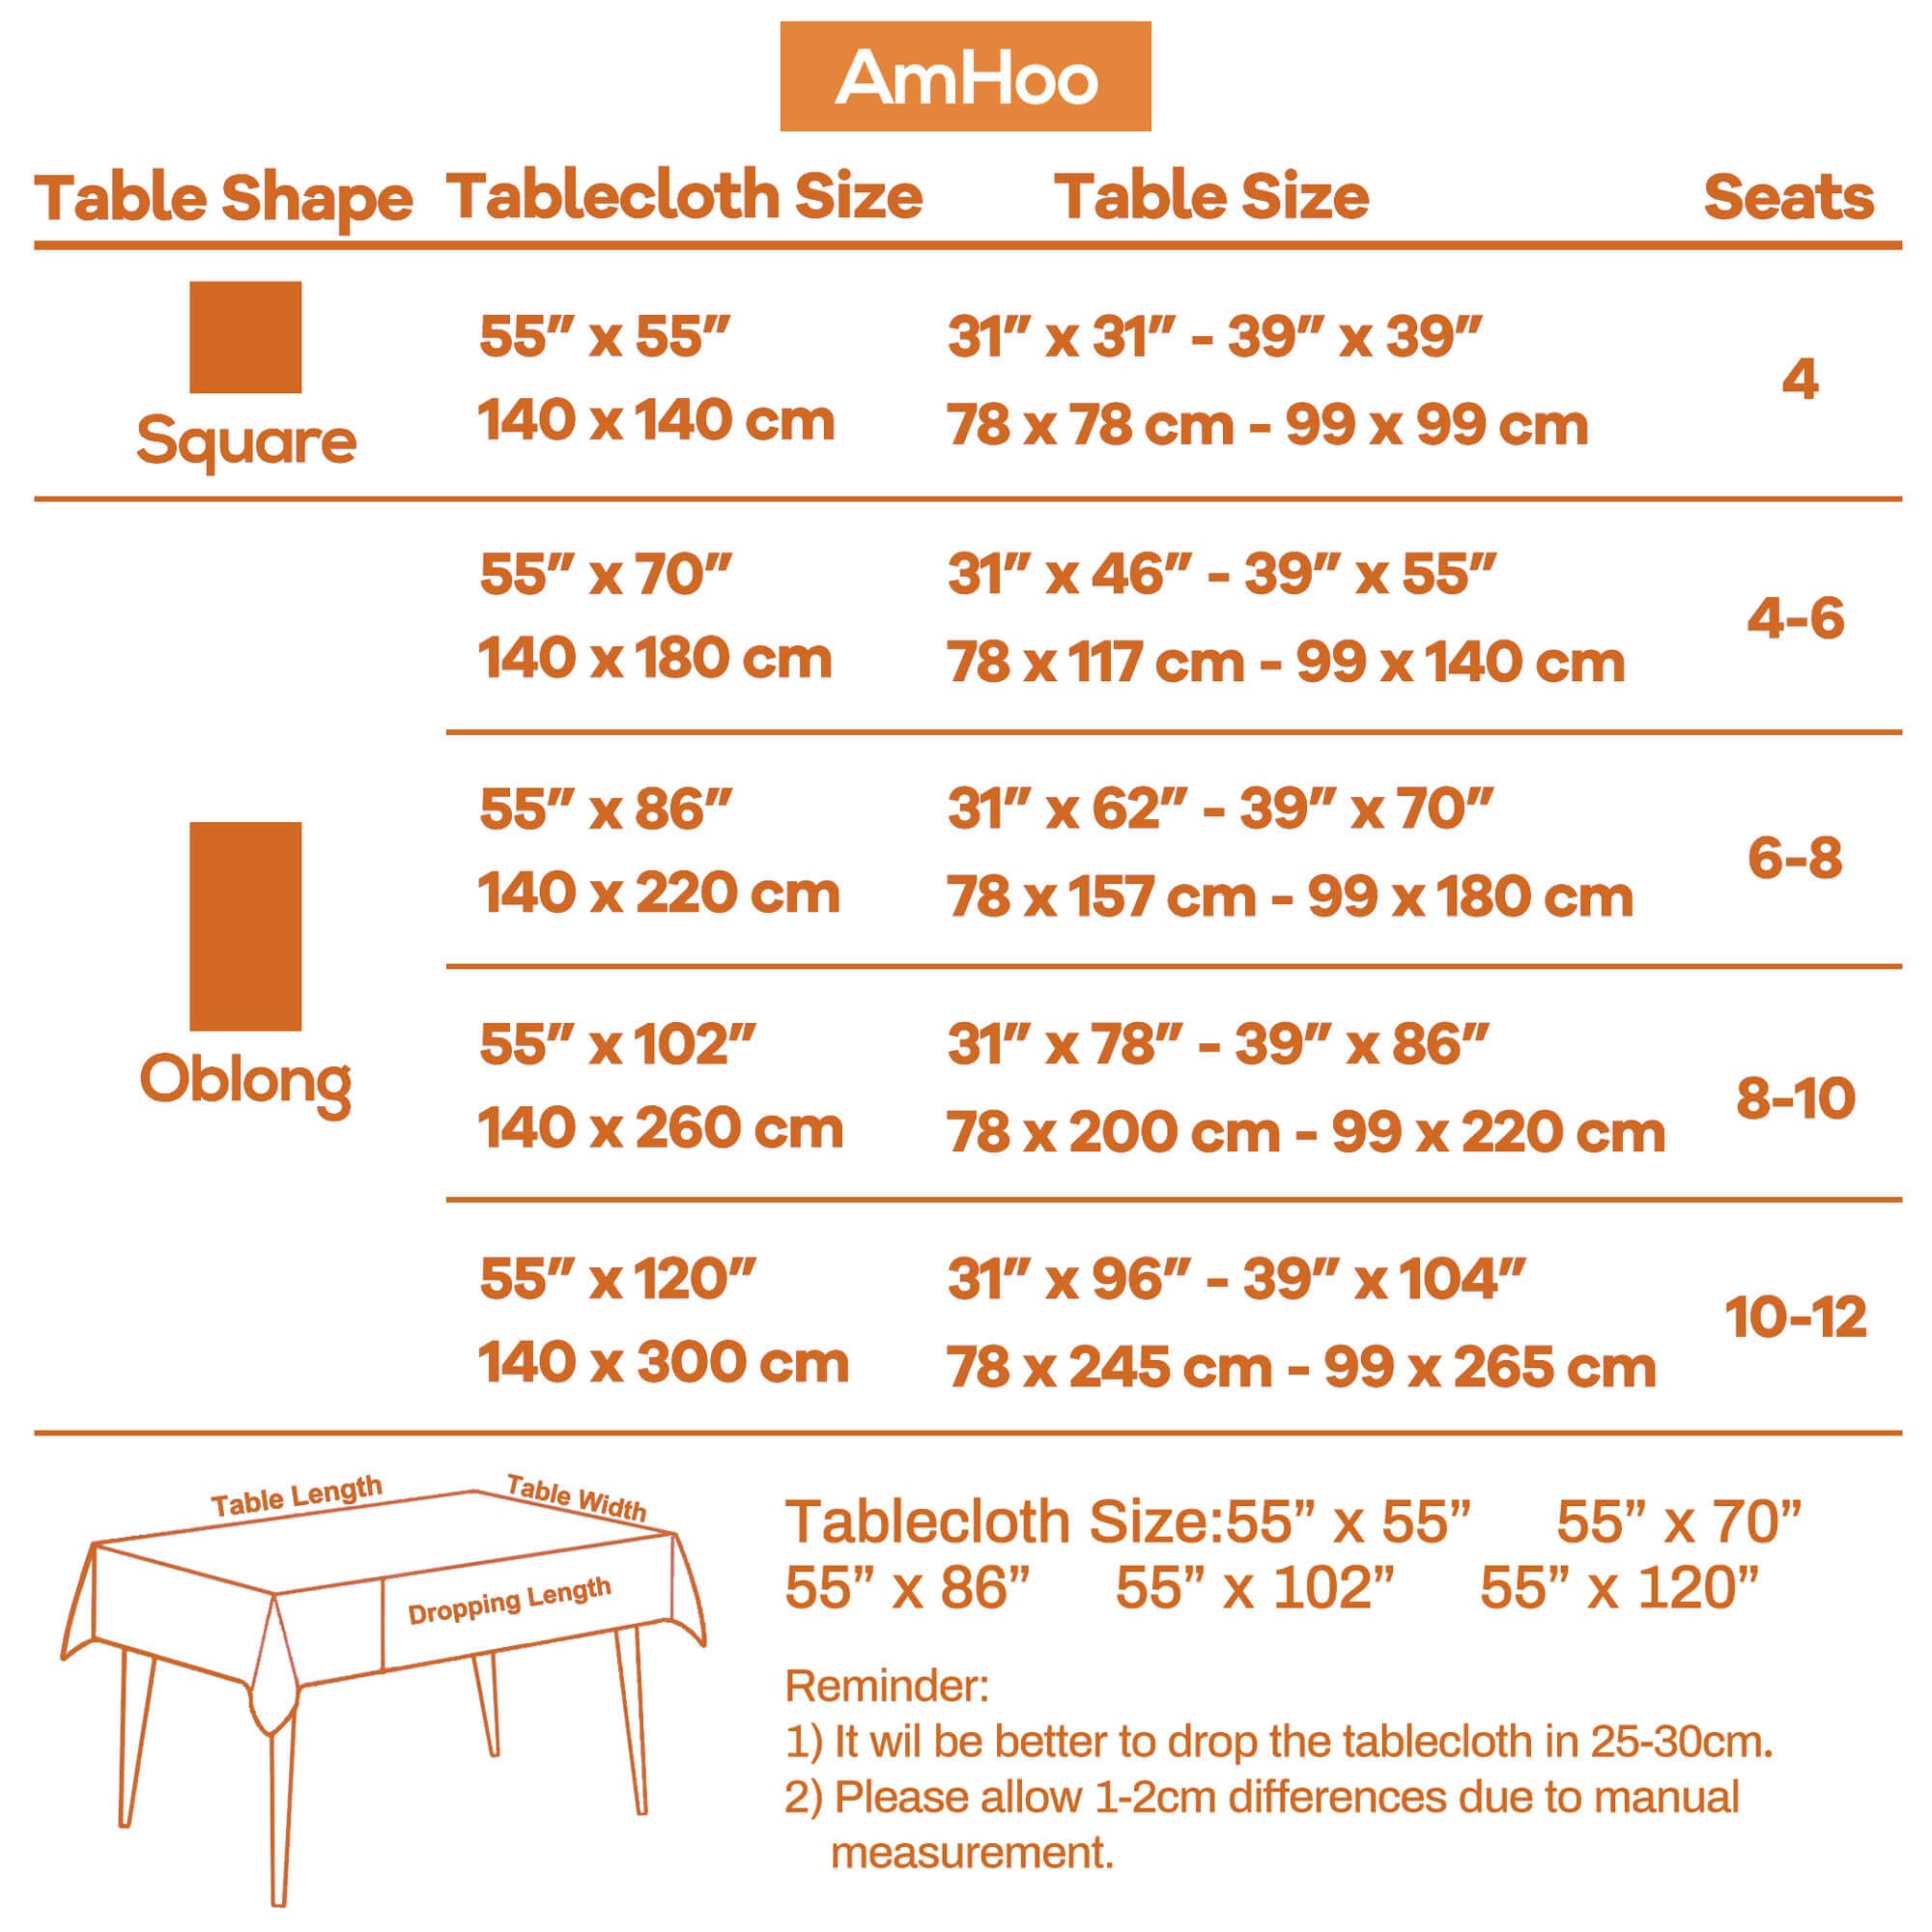 AmHoo
Table Shape Tablecloth Size Table Size Seats
55” x 55” 31” x 31” - 39” x 39”
140 x 140 cm 78 x 78 cm - 99 x 99 cm
4
Square
55” x 70” 31” x 46” - 39” x 55”
140 x 180 cm 78 x 117 cm - 99 x 140 cm
4-6
55” x 86” 31” x 62” - 39” x 70”
140 x 220 cm 78 x 157 cm - 99 x 180 cm
6-8
Oblong
55” x 102” 31” x 78” - 39” x 86”
140 x 260 cm 78 x 200 cm - 99 x 220 cm
8-10
55” x 120” 31” x 96” - 39” x 104”
140 x 300 cm 78 x 245 cm - 99 x 265 cm
10-12
Table Length
Table Width
Dropping Length
Tablecloth Size:55” x 55” 55” x 70”
55” x 86” 55” x 102” 55” x 120”
Reminder:
1) It wil be better to drop the tablecloth in 25-30cm.
2) Please allow 1-2cm differences due to manual
measurement.